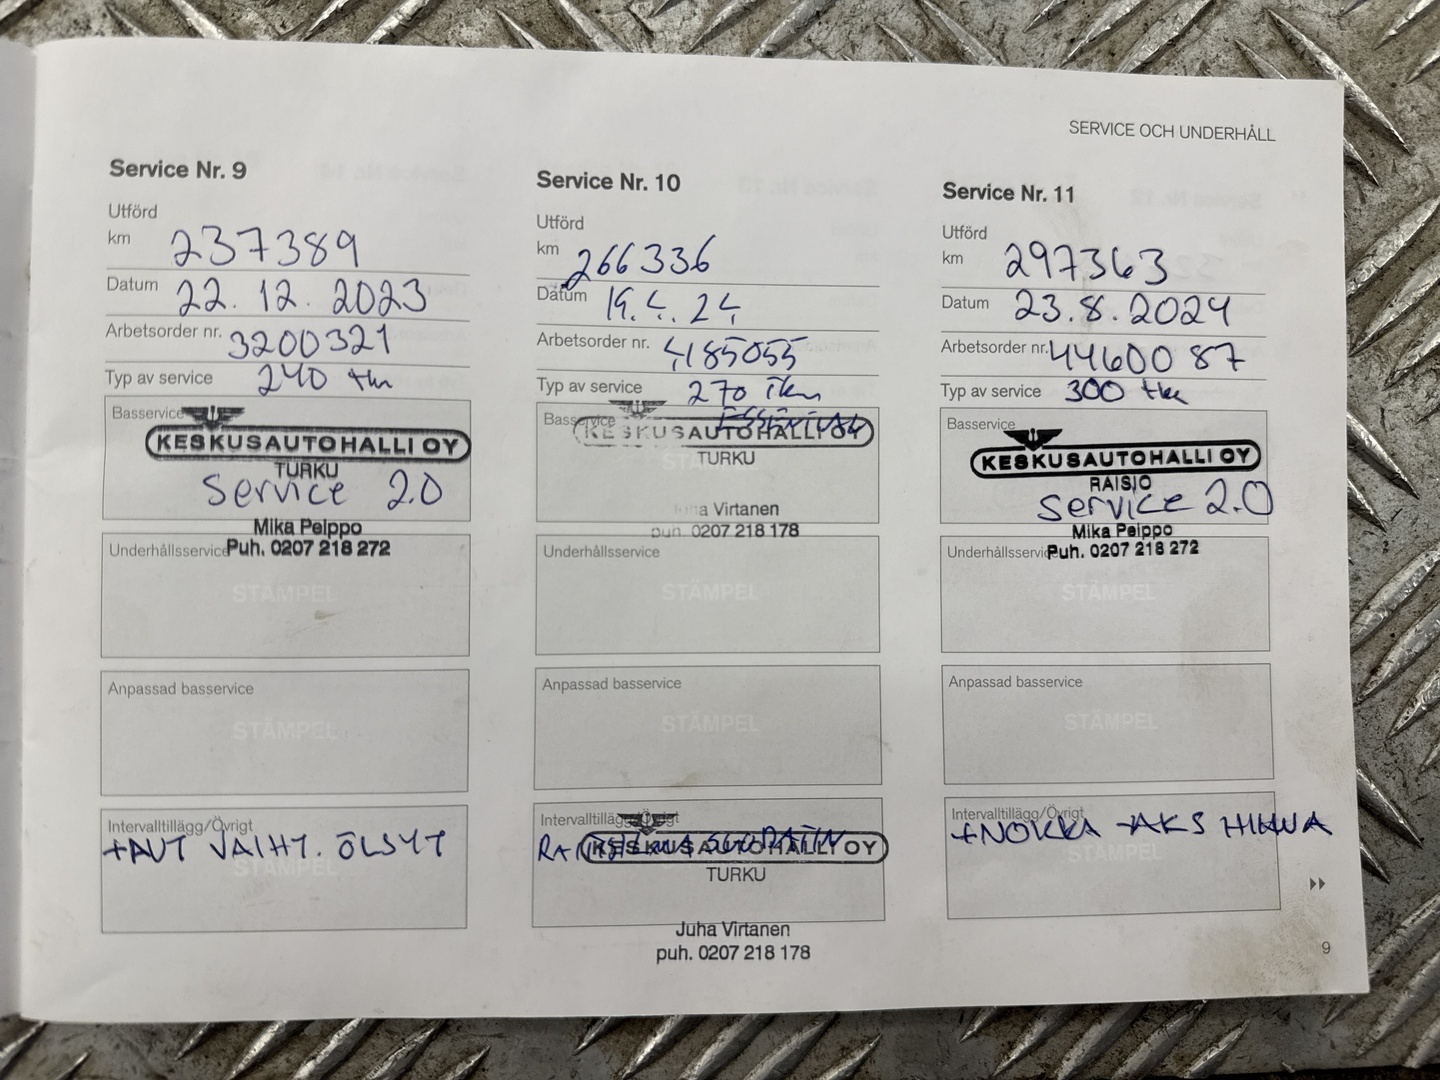 SERVICE OCH UNDERHÅLL
Service Nr. 9
Utförd
km 237389
Datum 22.12.2023
Arbetsorder nr. 3200321
Typ av service 240 tkm
Basservice
KESKUSAUTOHALLI OY
TURKU
Service 2.0
Mika Pelppo
Underhållsservice Puh. 0207 218 272
STÄMPEL
Anpassad basservice
STÄMPEL
Intervalltillägg/Övrigt
+AUT VAIHT. ÖLJYT
STÄMPEL
Service Nr. 10
Utförd
km 266336
Datum 19.4.24
Arbetsorder nr. 4185055
Typ av service 270 Tkm
Basservice ESSENTIAL
KESKUSAUTOHALLI OY
STÄMPEL
TURKU
Juha Virtanen
puh. 0207 218 178
Underhållsservice
STÄMPEL
Anpassad basservice
STÄMPEL
Intervalltillägg/Övrigt
KESKUSAUTOHALLI OY
TURKU
Juha Virtanen
puh. 0207 218 178
Service Nr. 11
Utförd
km 297363
Datum 23.8.2024
Arbetsorder nr. 4460087
Typ av service 300 tkm
Basservice
KESKUSAUTOHALLI OY
RAISIO
Service 2.0
Mika Pelppo
Underhållsservice Puh. 0207 218 272
STÄMPEL
Anpassad basservice
STÄMPEL
Intervalltillägg/Övrigt
+NOKKA -AKS HIHNA
STÄMPEL
9